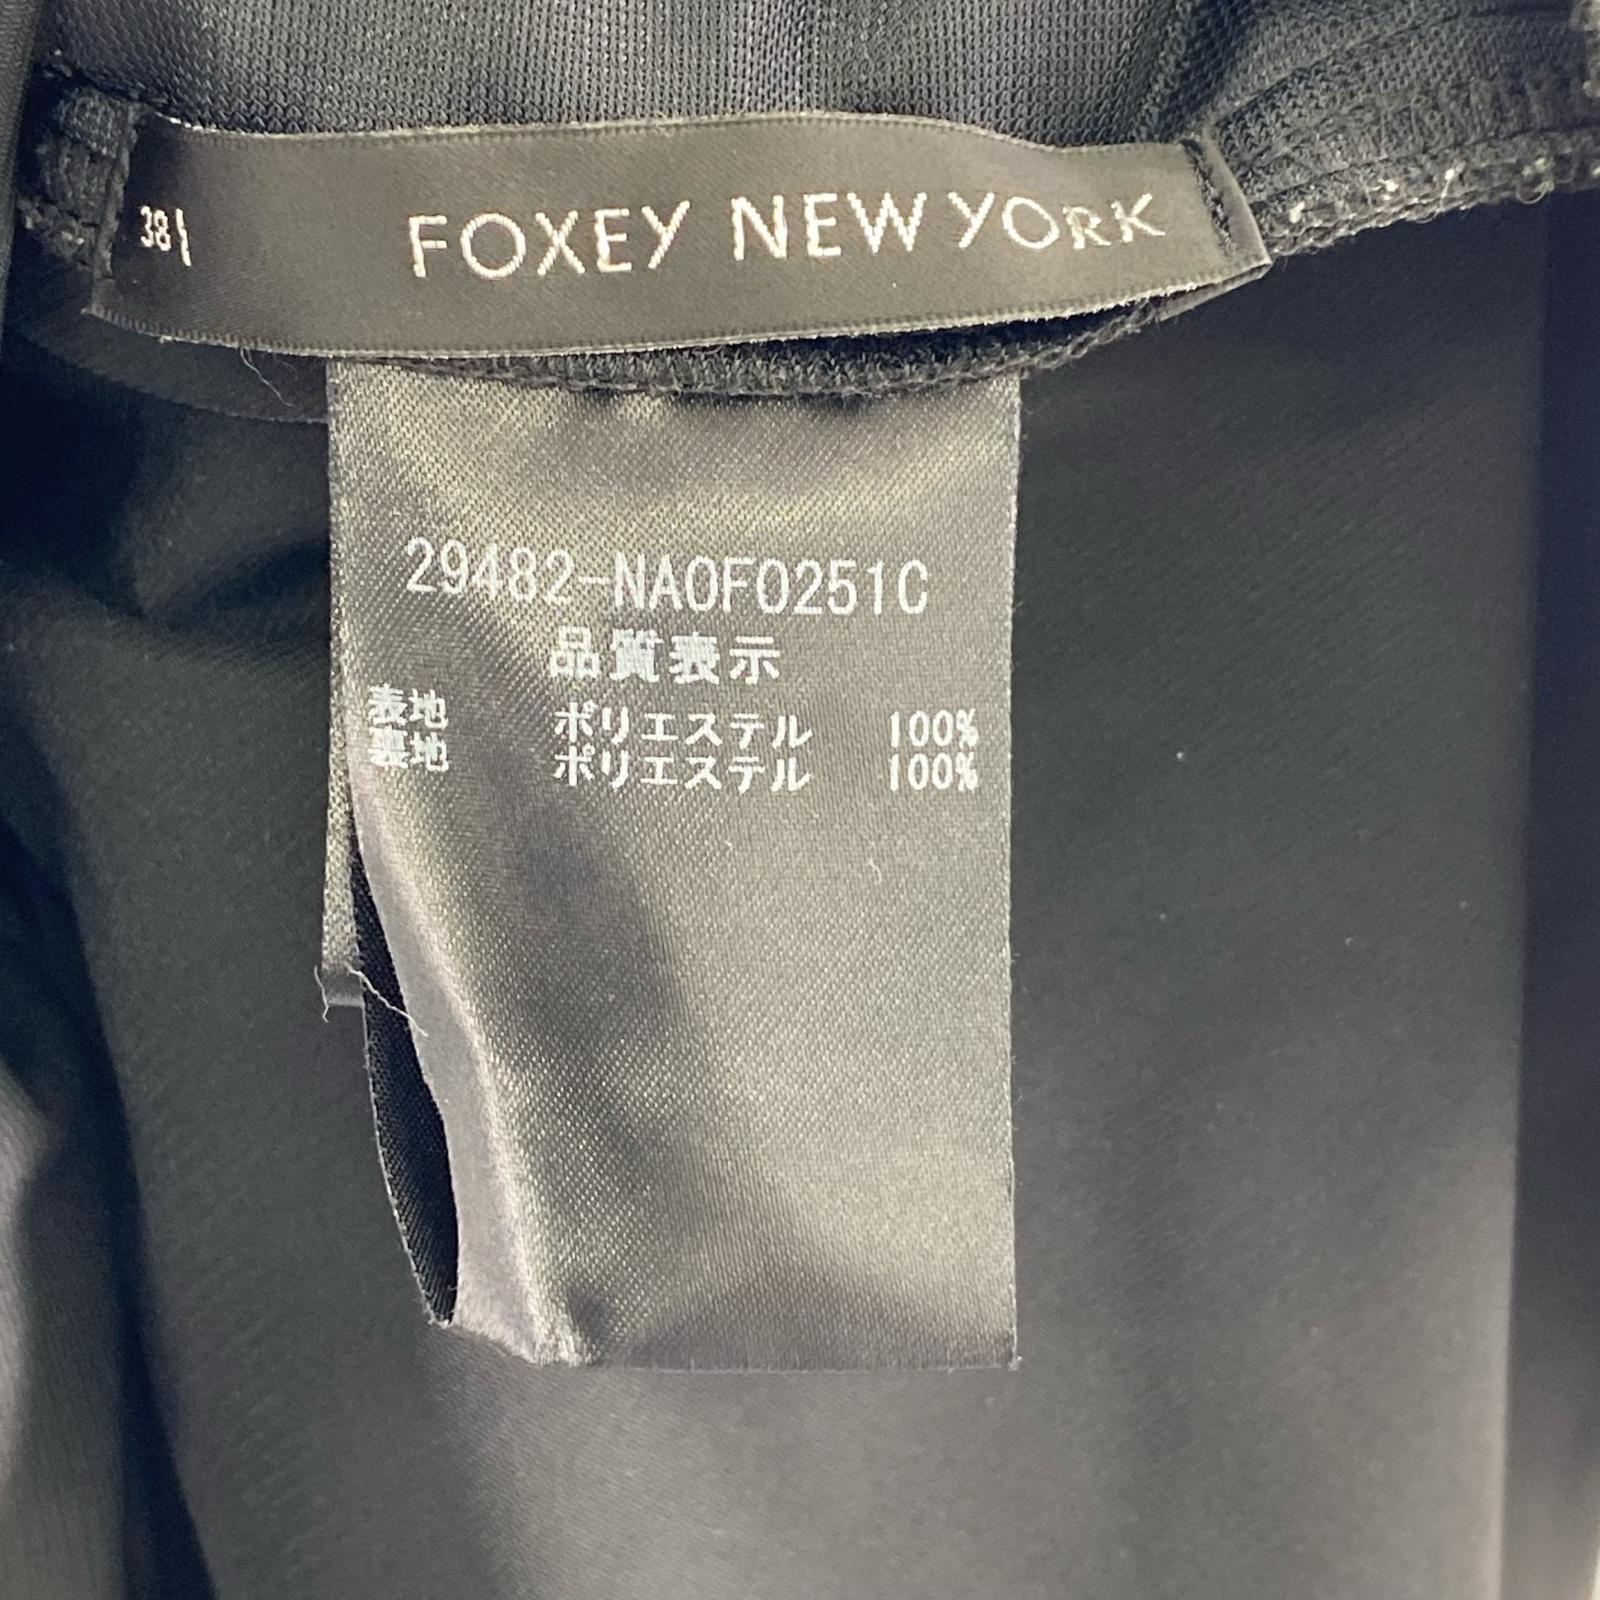 38
FOXEY NEW YORK
29482-NA0F0251C
品質表示
表地 ポリエステル 100%
裏地 ポリエステル 100%